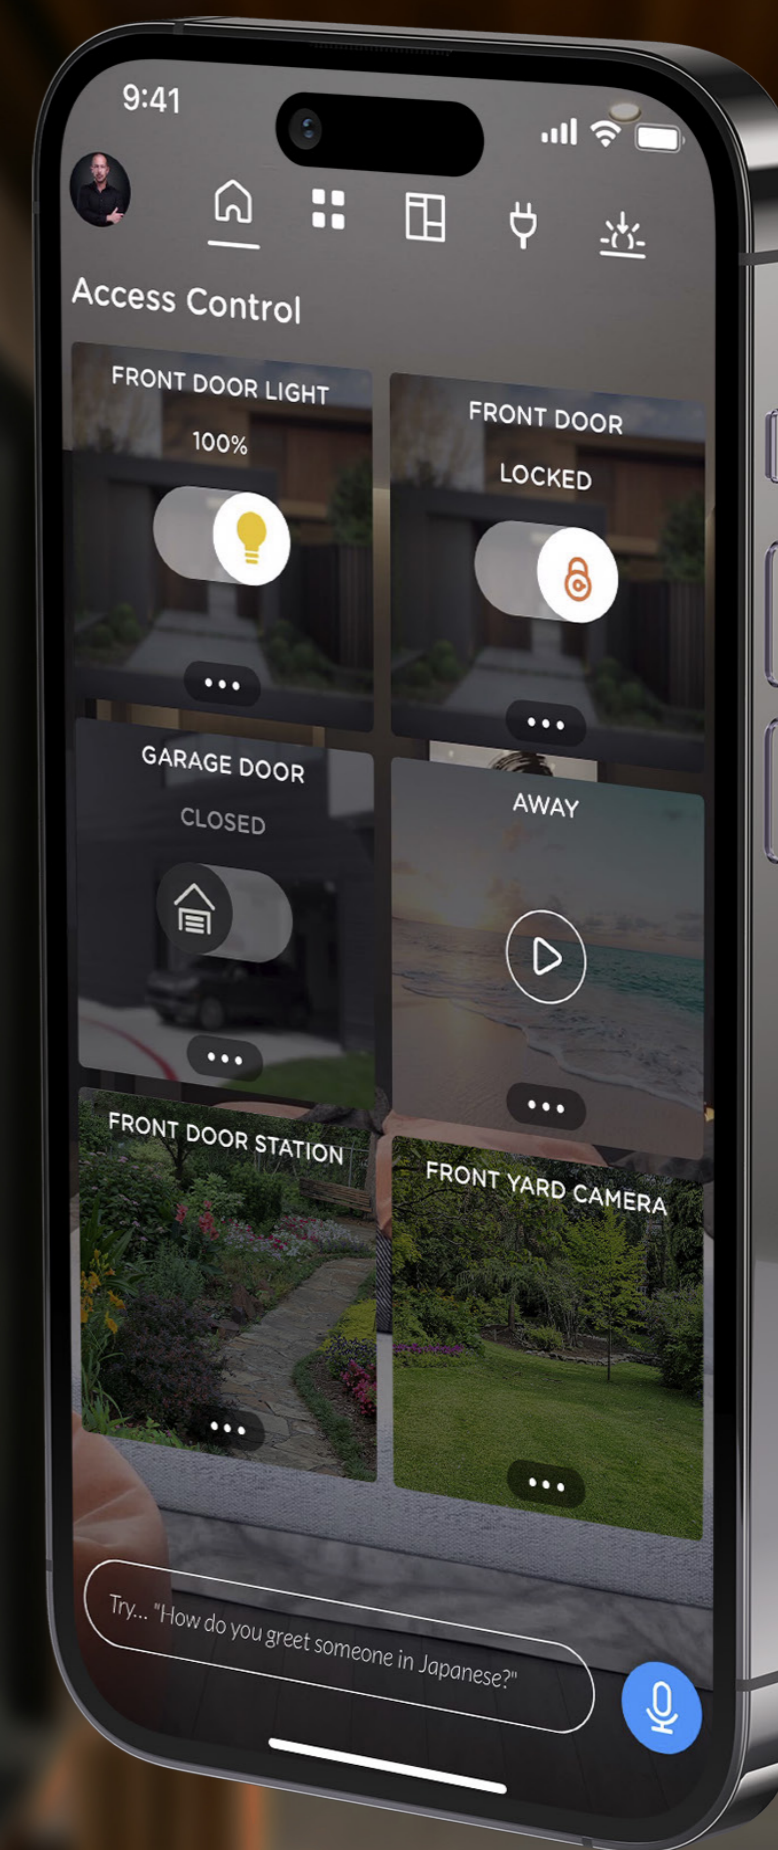 9:41
Access Control
FRONT DOOR LIGHT
100%
FRONT DOOR
LOCKED
GARAGE DOOR
CLOSED
AWAY
FRONT DOOR STATION
FRONT YARD CAMERA
Try... "How do you greet someone in Japanese?"